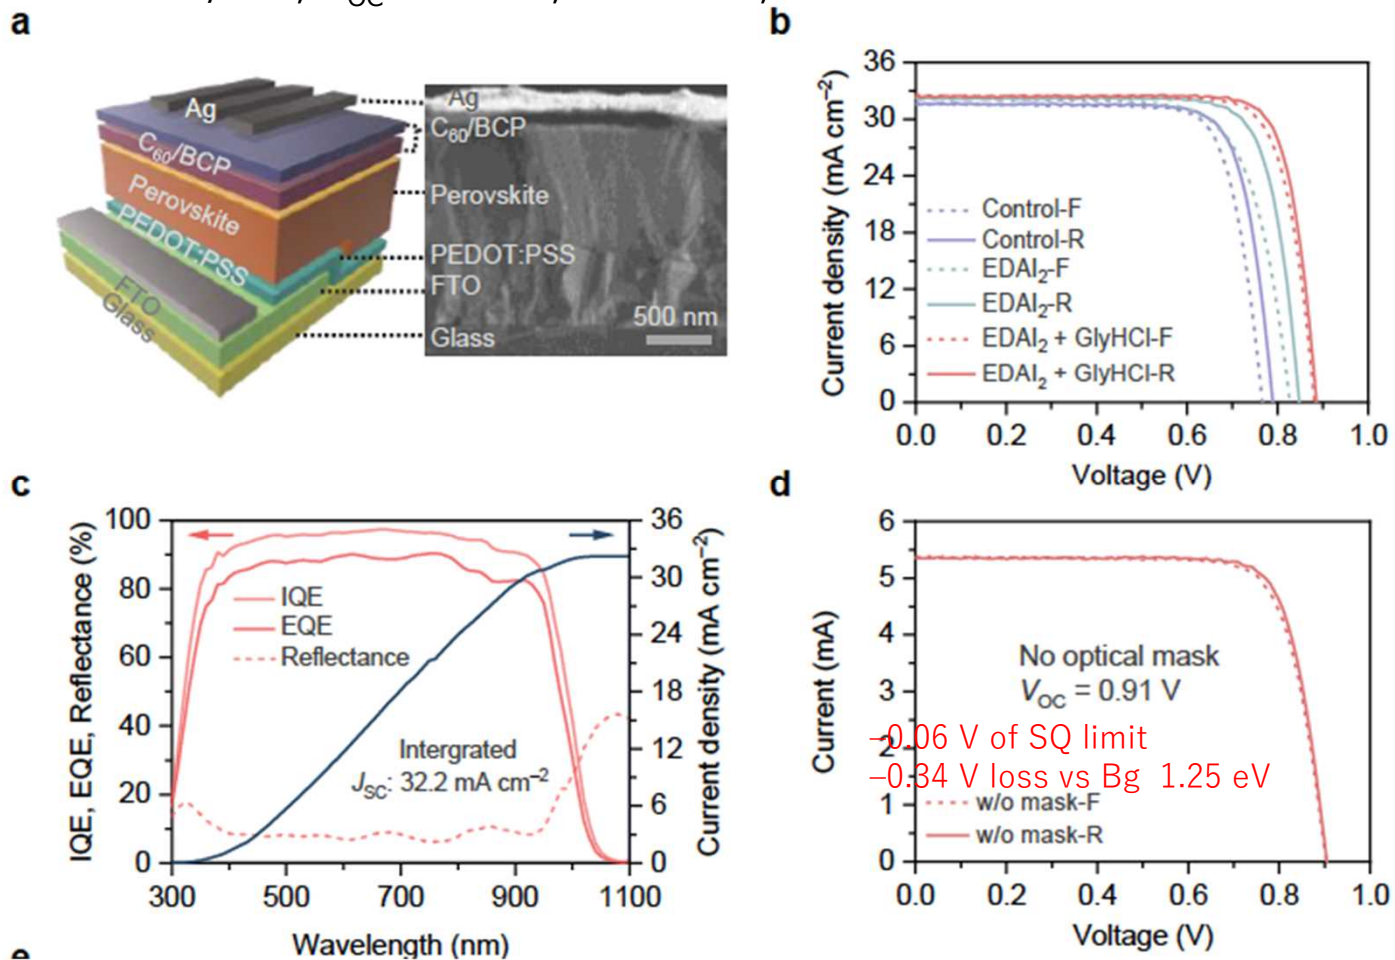 OC
a
Ag
C60/BCP
Perovskite
PEDOT:PSS
FTO
Glass
Ag
C60/BCP
Perovskite
PEDOT:PSS
FTO
Glass
500 nm
b
Current density (mA cm−2)
36
30
24
18
12
6
0
Control-F
Control-R
EDAI2-F
EDAI2-R
EDAI2 + GlyHCl-F
EDAI2 + GlyHCl-R
0.0 0.2 0.4 0.6 0.8 1.0
Voltage (V)
c
IQE, EQE, Reflectance (%)
100
80
60
40
20
0
IQE
EQE
Reflectance
Intergrated
JSC: 32.2 mA cm−2
36
30
24
18
12
6
0
Current density (mA cm−2)
300 500 700 900 1100
Wavelength (nm)
d
Current (mA)
6
5
4
3
2
1
0
No optical mask
VOC = 0.91 V
–0.06 V of SQ limit
–0.34 V loss vs Bg 1.25 eV
w/o mask-F
w/o mask-R
0.0 0.2 0.4 0.6 0.8 1.0
Voltage (V)
e